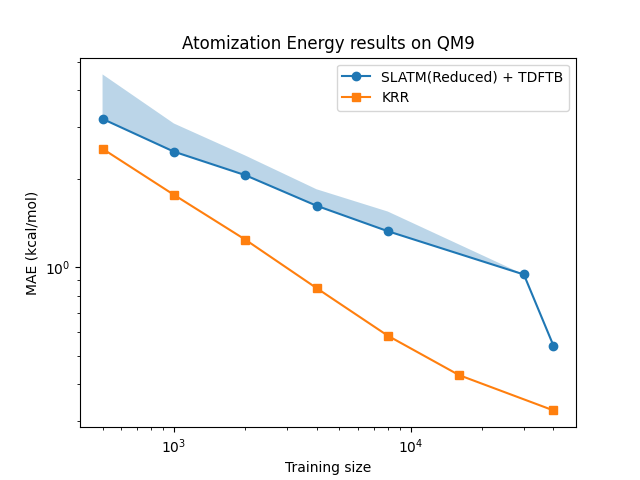 Atomization Energy results on QM9
SLATM(Reduced) + TDFTB
KRR
MAE (kcal/mol)
10⁰
10³
10⁴
Training size